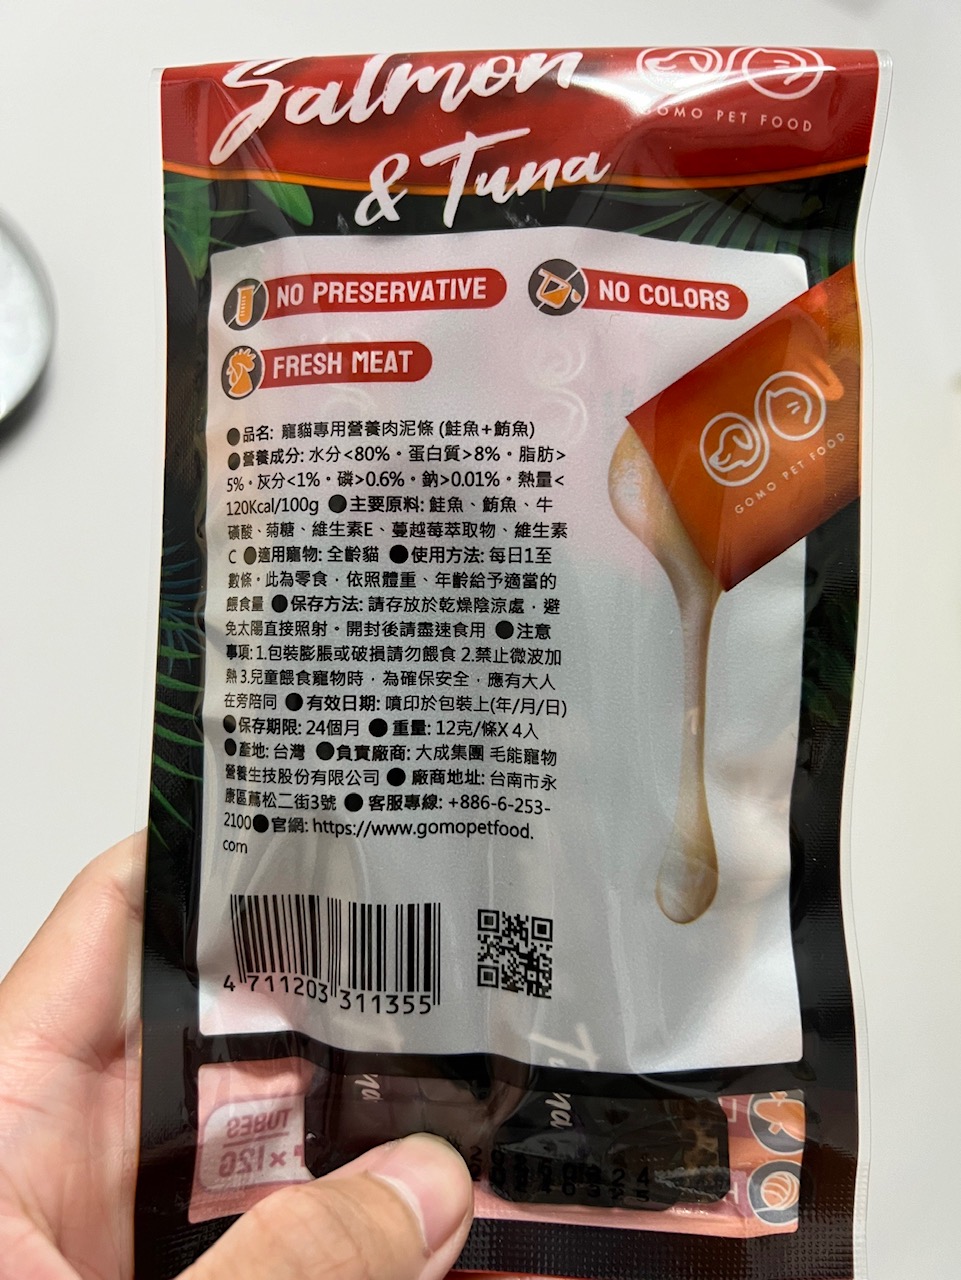 Salmon
& Tuna
GOMO PET FOOD
NO PRESERVATIVE
NO COLORS
FRESH MEAT
GOMO PET FOOD
●品名: 寵貓專用營養肉泥條 (鮭魚+鮪魚)
●營養成分: 水分<80%・蛋白質>8%・脂肪>
5%・灰分<1%・磷>0.6%・鈉>0.01%・熱量<
120Kcal/100g ●主要原料: 鮭魚、鮪魚、牛
磺酸、菊糖、維生素E、蔓越莓萃取物、維生素
C ●適用寵物: 全齡貓 ●使用方法: 每日1至
數條・此為零食・依照體重、年齡給予適當的
餵食量 ●保存方法: 請存放於乾燥陰涼處・避
免太陽直接照射・開封後請盡速食用 ●注意
事項: 1.包裝膨脹或破損請勿餵食 2.禁止微波加
熱 3.兒童餵食寵物時・為確保安全・應有大人
在旁陪同 ●有效日期: 噴印於包裝上(年/月/日)
●保存期限: 24個月 ●重量: 12克/條X 4入
●產地: 台灣 ●負責廠商: 大成集團 毛能寵物
營養生技股份有限公司 ● 廠商地址: 台南市永
康區蔦松二街3號 ● 客服專線: +886-6-253-
2100●官網: https://www.gomopetfood.
com
4 711203 311355
TUBES